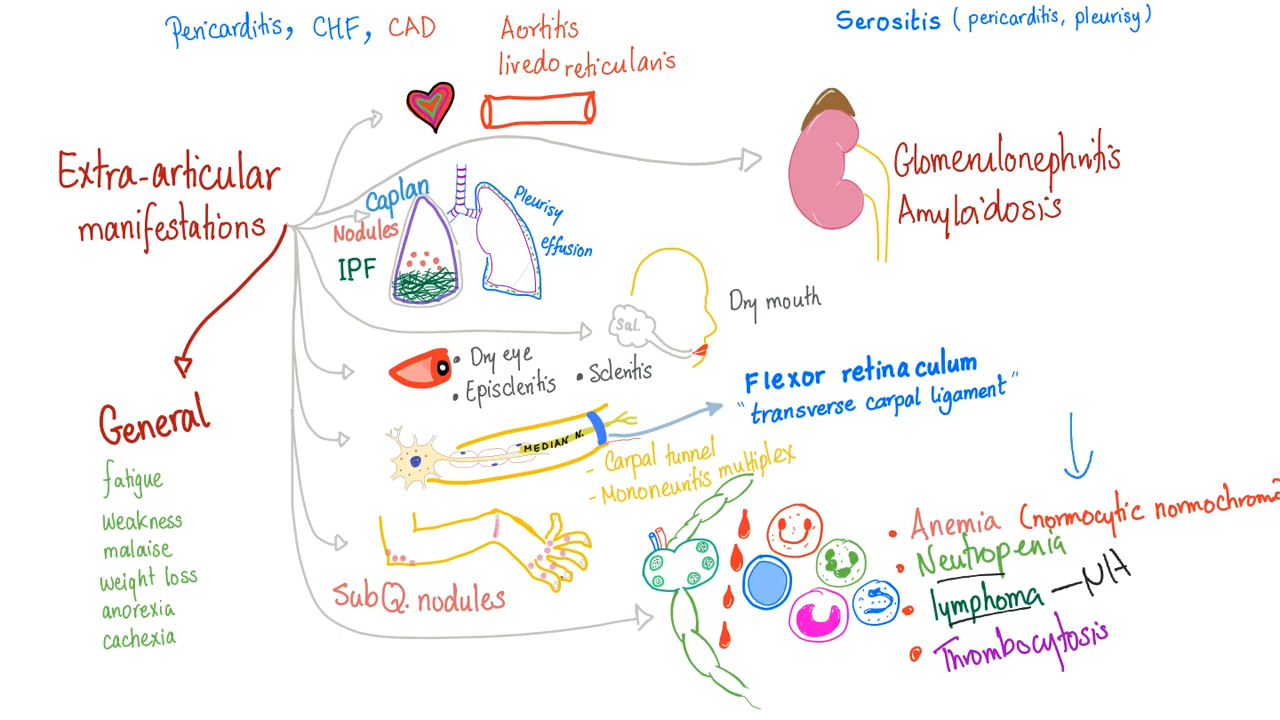 Pericarditis, CHF, CAD
Aortitis
livedo reticularis
Serositis (pericarditis, pleurisy)
Extra-articular
manifestations
Caplan
Nodules
IPF
Pleurisy
effusion
Glomerulonephritis
Amyloidosis
Sal.
Dry mouth
• Dry eye
• Episcleritis
• Scleritis
MEDIAN N.
Flexor retinaculum
"transverse carpal ligament"
- Carpal tunnel
- Mononeuritis multiplex
General
fatigue
Weakness
malaise
weight loss
anorexia
cachexia
SubQ. nodules
• Anemia (normocytic normochromic
• Neutropenia
• lymphoma — NH
• Thrombocytosis